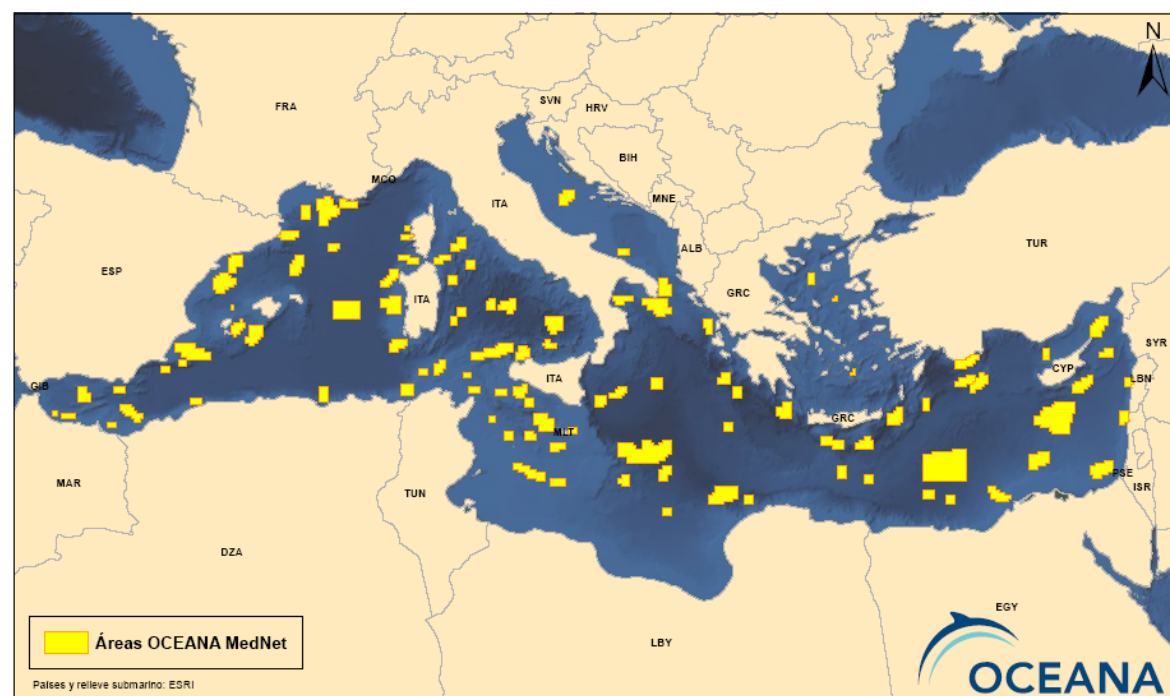 N
SVN
HRV
FRA
BIH
MCO
ITA
MNE
ALB
ESP
TUR
ITA
GRC
SYR
GIB
ITA
CYP
LBN
GRC
MLT
PSE
MAR
TUN
ISR
DZA
EGY
LBY
Áreas OCEANA MedNet
Países y relieve submarino: ESRI
OCEANA